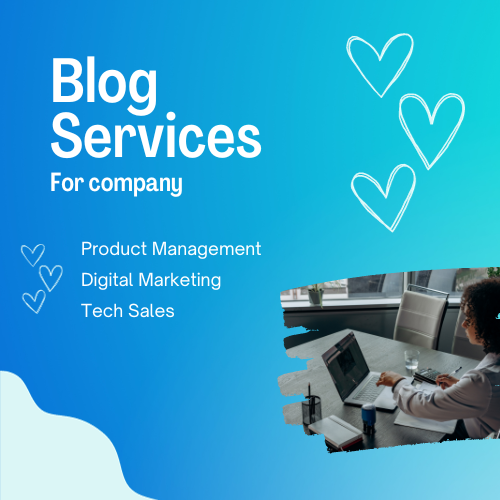 Blog
Services
For company
Product Management
Digital Marketing
Tech Sales